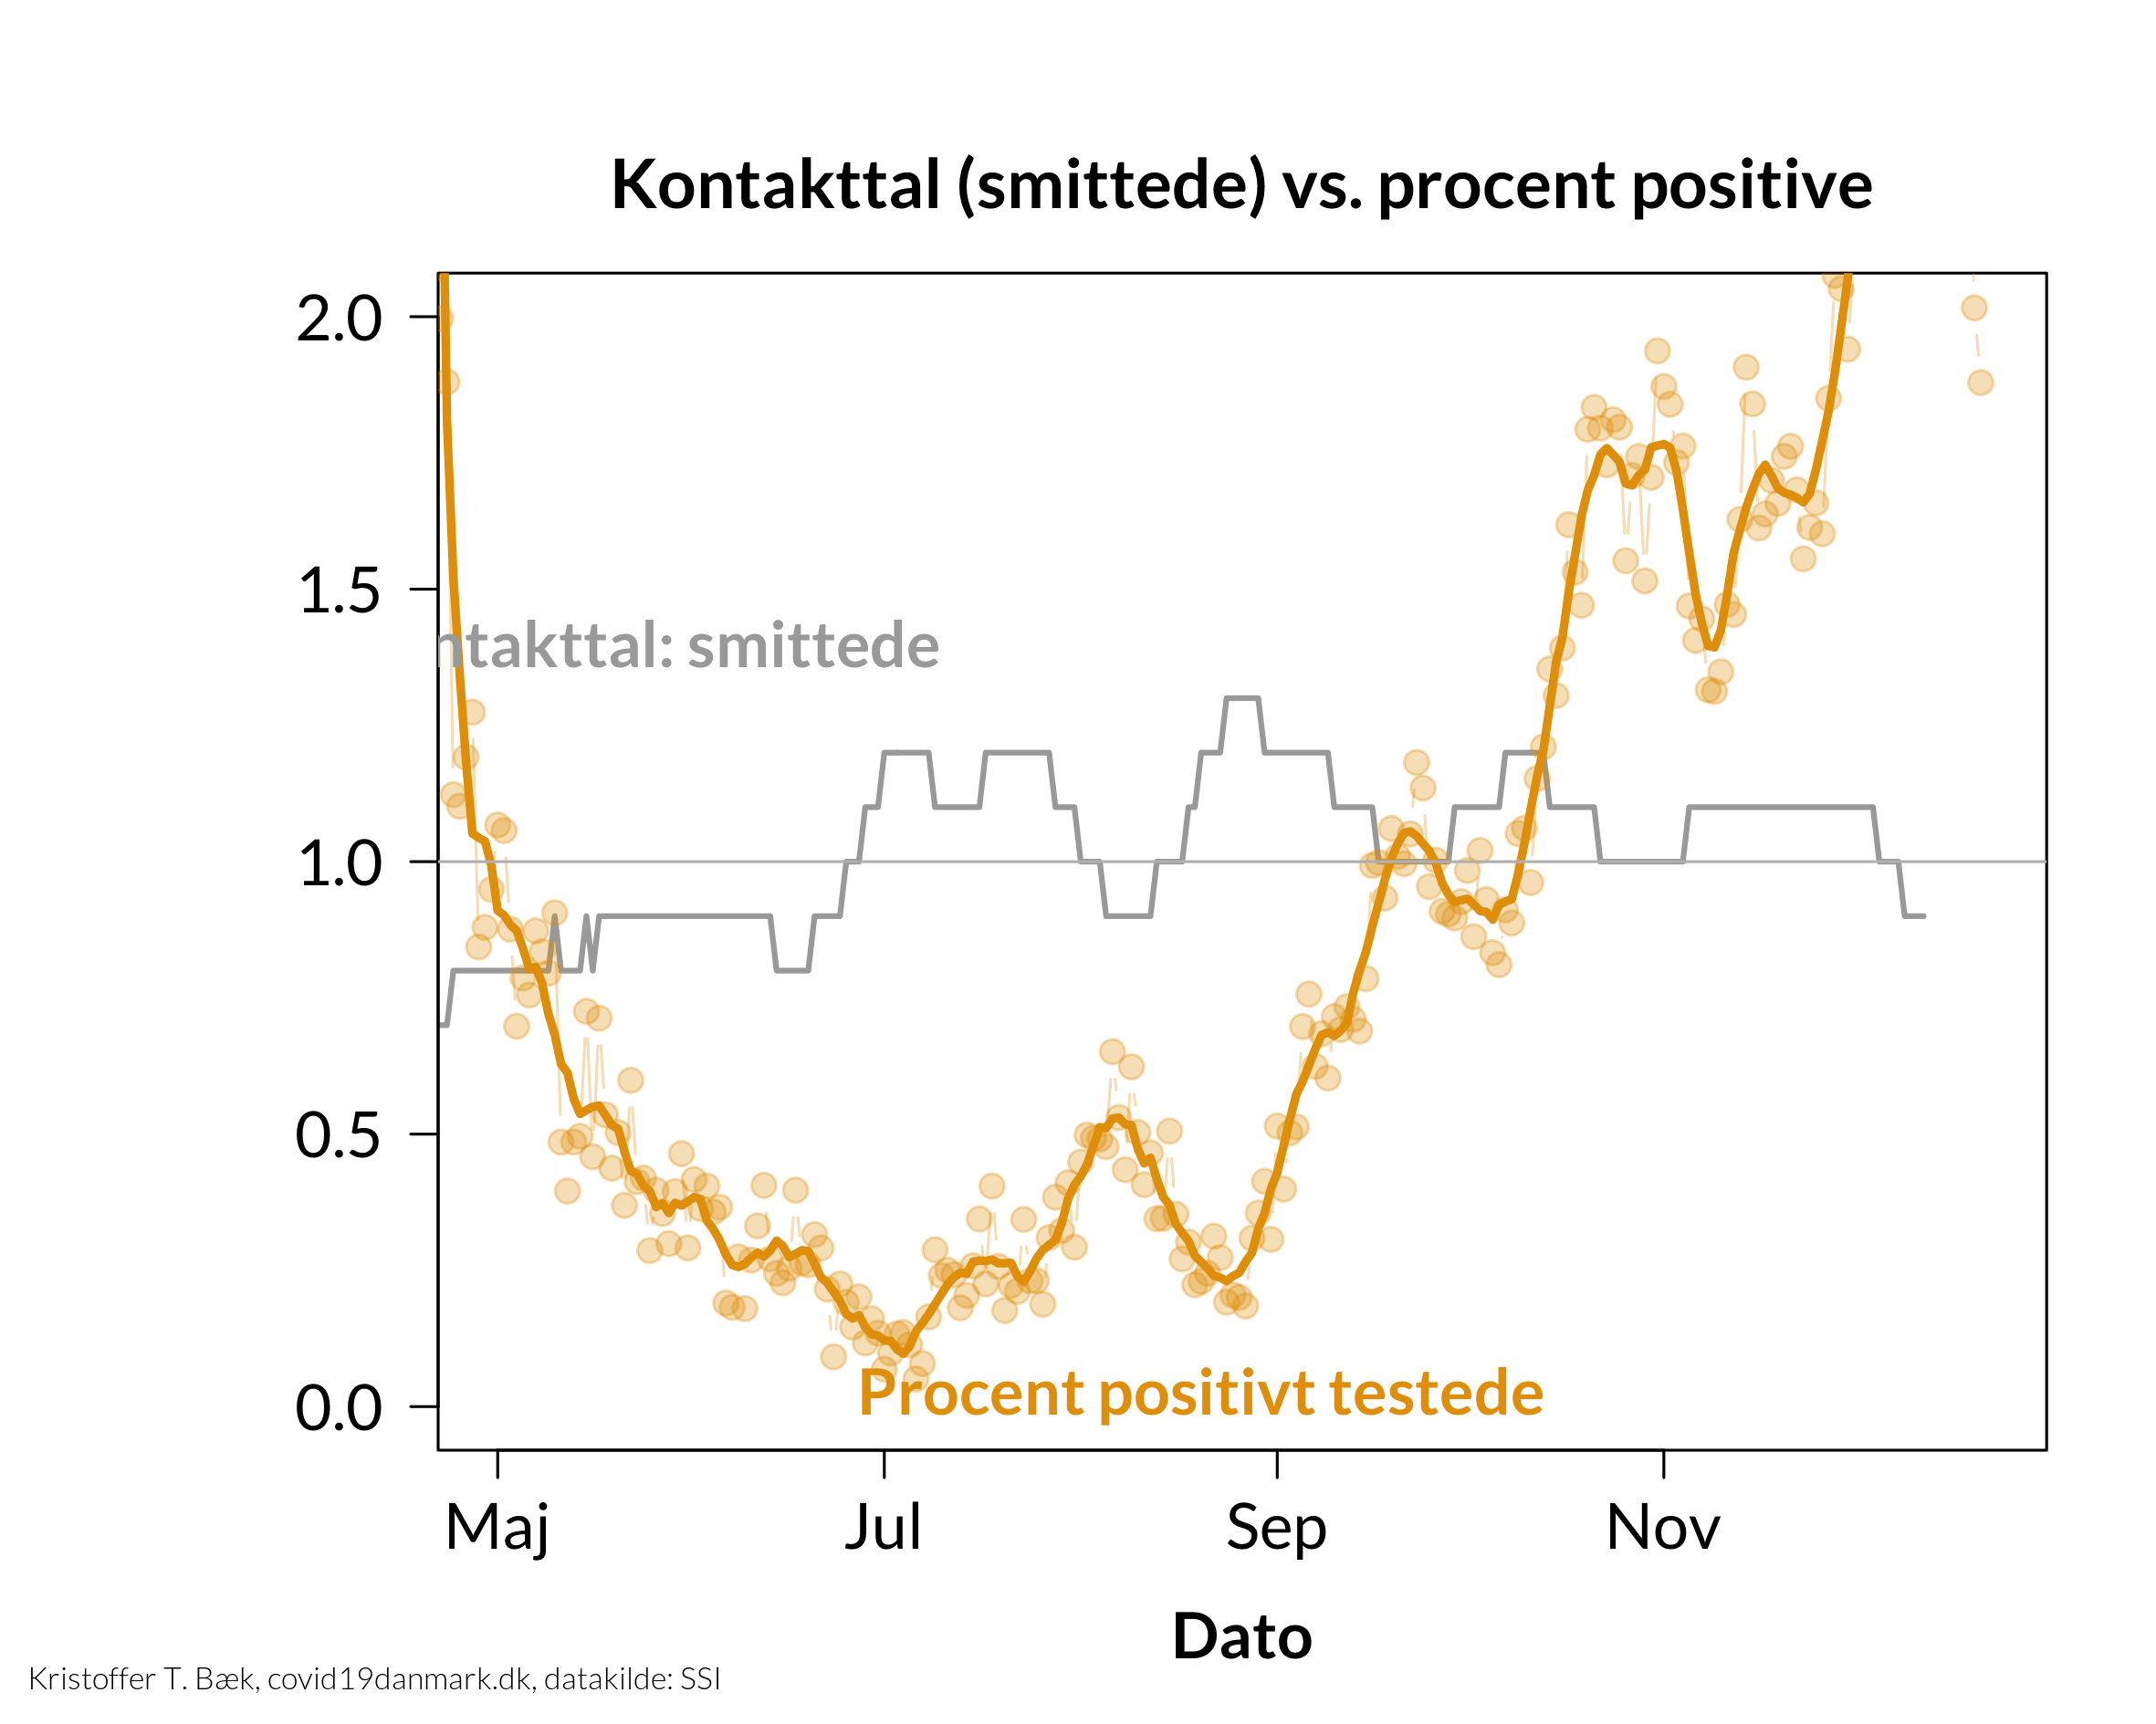 Kontakttal (smittede) vs. procent positive
2.0
1.5
ntakttal: smittede
1.0
0.5
0.0
Procent positivt testede
Maj Jul Sep Nov
Dato
Kristoffer T. Bæk, covid19danmark.dk, datakilde: SSI